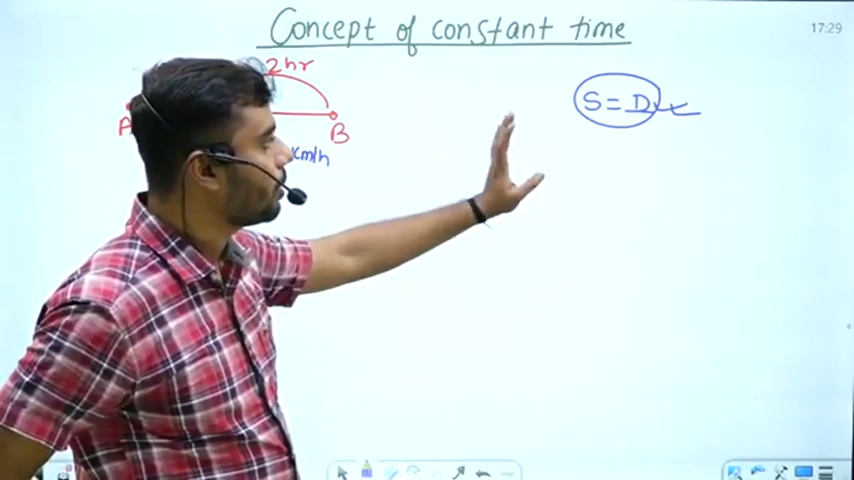 Concept of constant time
17:29
2hr
S = D
A
B
km/h